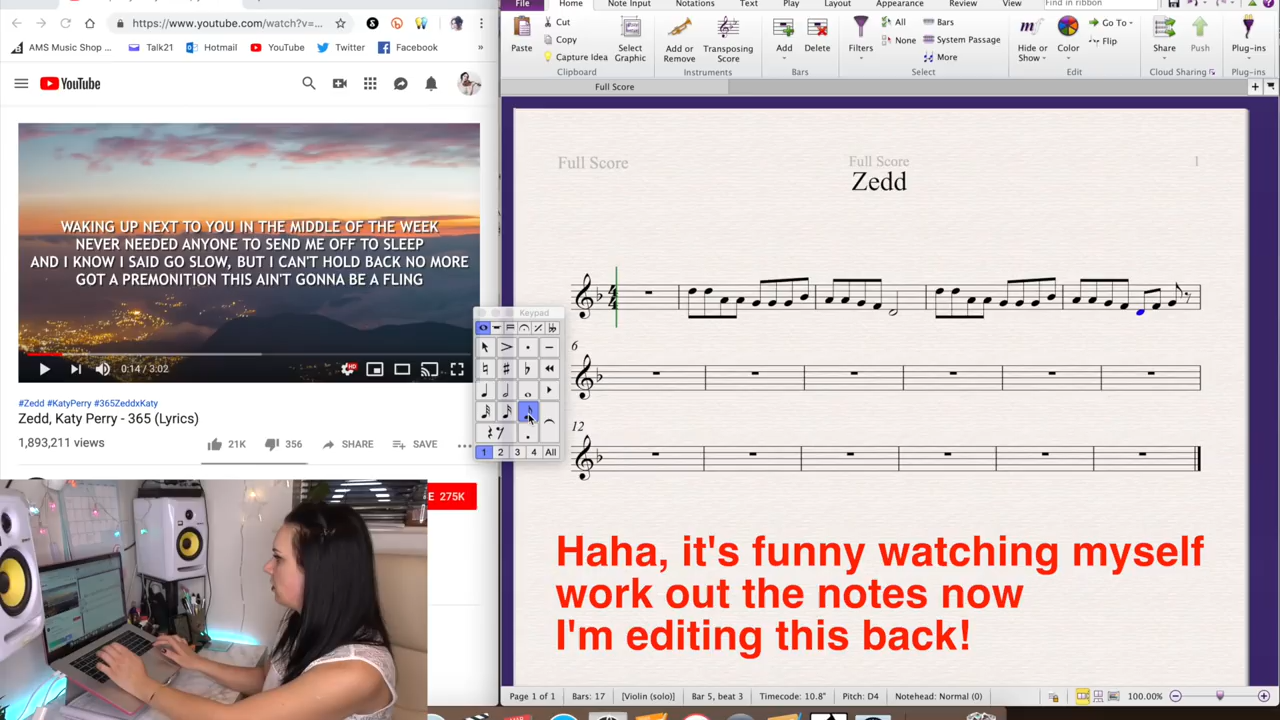 https://www.youtube.com/watch?v=...
AMS Music Shop ...
Talk21
Hotmail
YouTube
Twitter
Facebook
»
YouTube
WAKING UP NEXT TO YOU IN THE MIDDLE OF THE WEEK
NEVER NEEDED ANYONE TO SEND ME OFF TO SLEEP
AND I KNOW I SAID GO SLOW, BUT I CAN'T HOLD BACK NO MORE
GOT A PREMONITION THIS AIN'T GONNA BE A FLING
0:14 / 3:02
HD
#Zedd #KatyPerry #365ZeddxKaty
Zedd, Katy Perry - 365 (Lyrics)
1,893,211 views
21K
356
SHARE
SAVE
E 275K
File
Home
Note Input
Notations
Text
Play
Layout
Appearance
Review
View
Find in ribbon
Paste
Cut
Copy
Capture Idea
Select Graphic
Clipboard
Add or Remove
Transposing Score
Instruments
Add
Delete
Bars
Filters
All
None
Bars
System Passage
More
Select
Hide or Show
Color
Go To
Flip
Edit
Share
Push
Cloud Sharing
Plug-ins
Plug-ins
Full Score
Full Score
Full Score
1
Zedd
6
12
Keypad
1 2 3 4 All
Haha, it's funny watching myself
work out the notes now
I'm editing this back!
Page 1 of 1
Bars: 17
[Violin (solo)]
Bar 5, beat 3
Timecode: 10.8"
Pitch: D4
Notehead: Normal (0)
100.00%